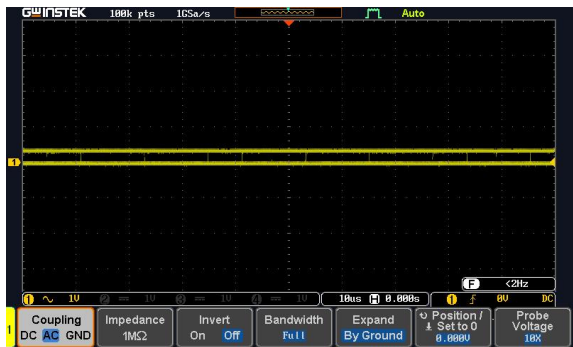 GWINSTEK 100k pts 1GSa/s Auto
1
F <2Hz
1 1V 2 1V 3 1V 4 1V 10us H 0.000s 1 0V DC
1
Coupling Impedance Invert Bandwidth Expand Position / Probe
Set to 0 Voltage
DC AC GND 1MΩ On Off Full By Ground 0.000V 10X